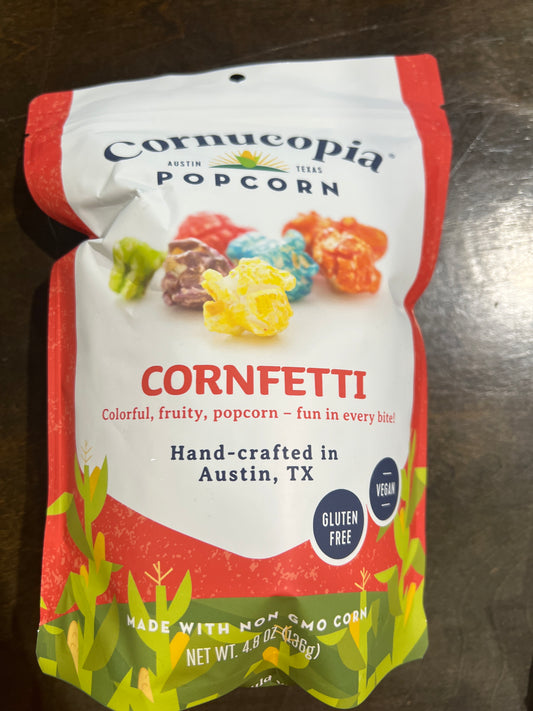 Cornucopia®
AUSTIN TEXAS
POPCORN
CORNFETTI
Colorful, fruity, popcorn – fun in every bite!
Hand-crafted in
Austin, TX
GLUTEN
FREE
VEGAN
MADE WITH NON GMO CORN
NET WT. 4.8 OZ (136g)